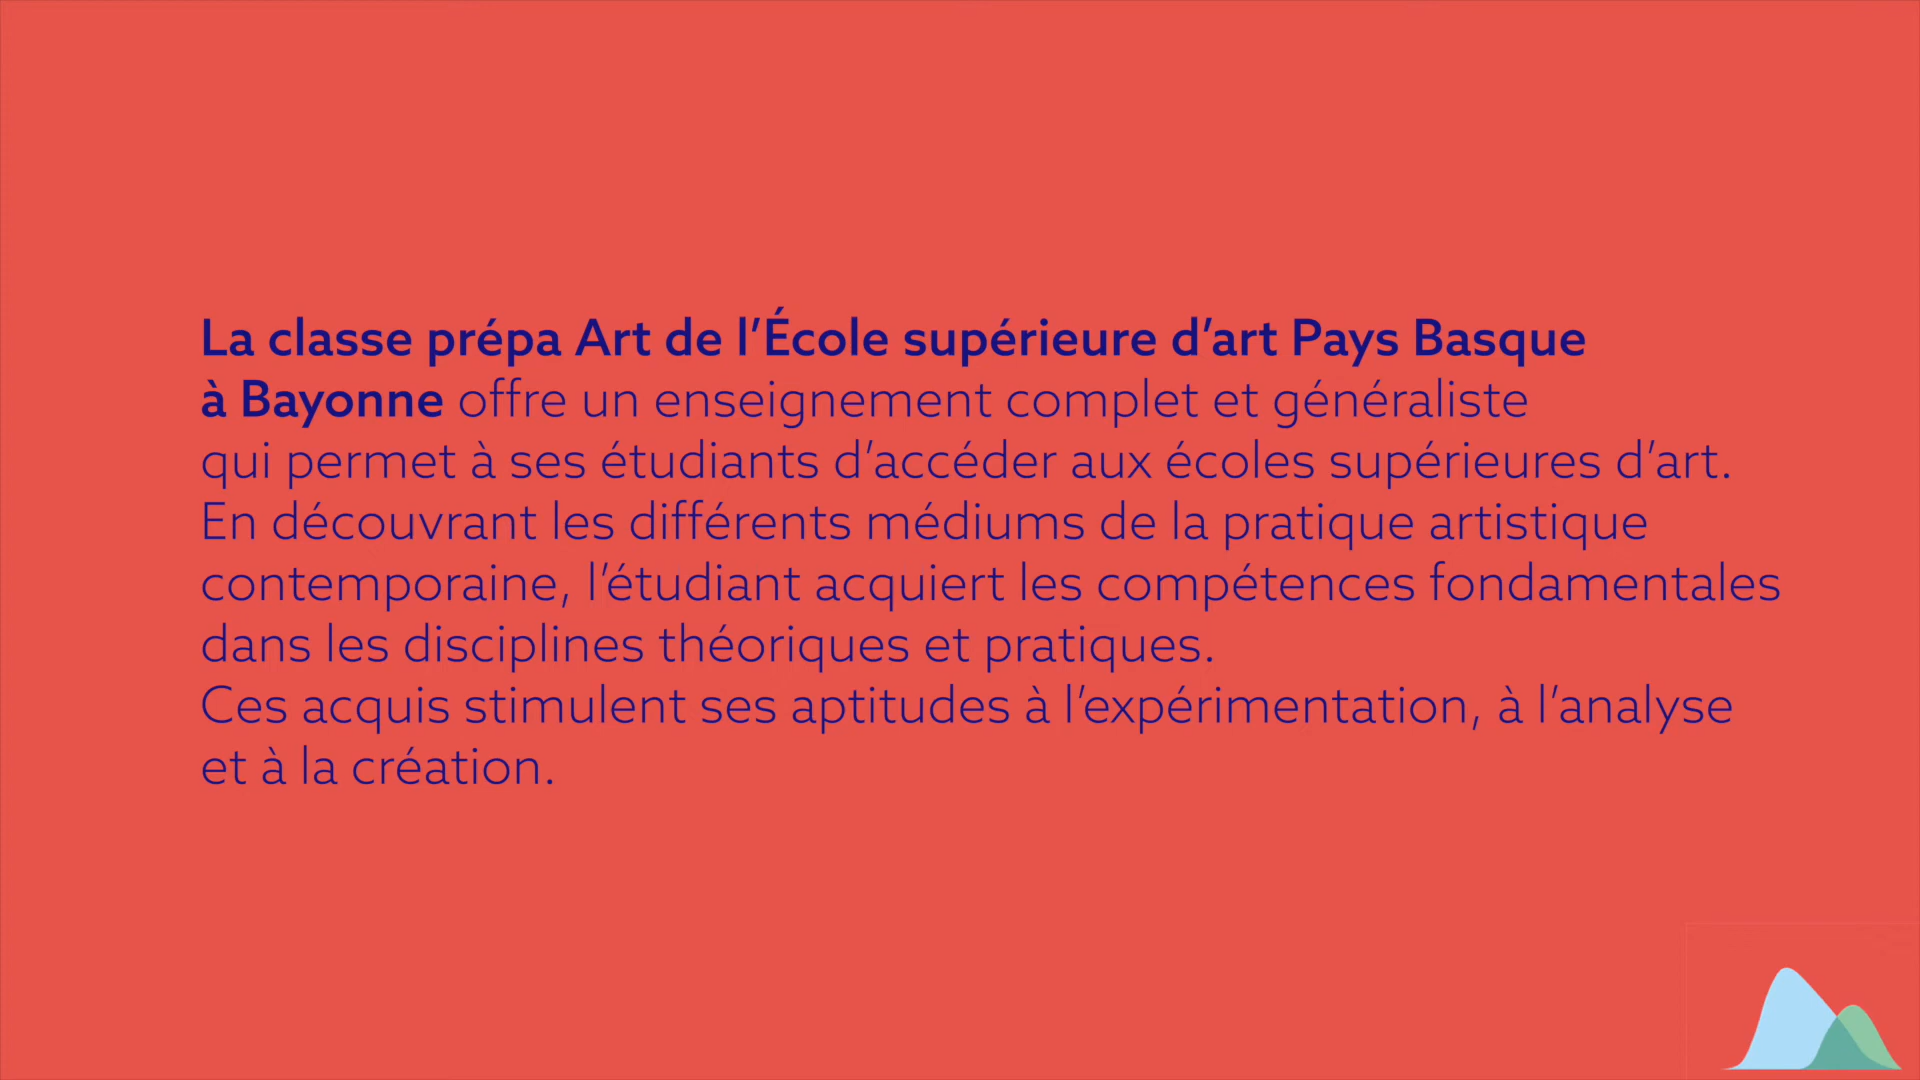 La classe prépa Art de l’École supérieure d’art Pays Basque
à Bayonne offre un enseignement complet et généraliste
qui permet à ses étudiants d’accéder aux écoles supérieures d’art.
En découvrant les différents médiums de la pratique artistique
contemporaine, l’étudiant acquiert les compétences fondamentales
dans les disciplines théoriques et pratiques.
Ces acquis stimulent ses aptitudes à l’expérimentation, à l’analyse
et à la création.